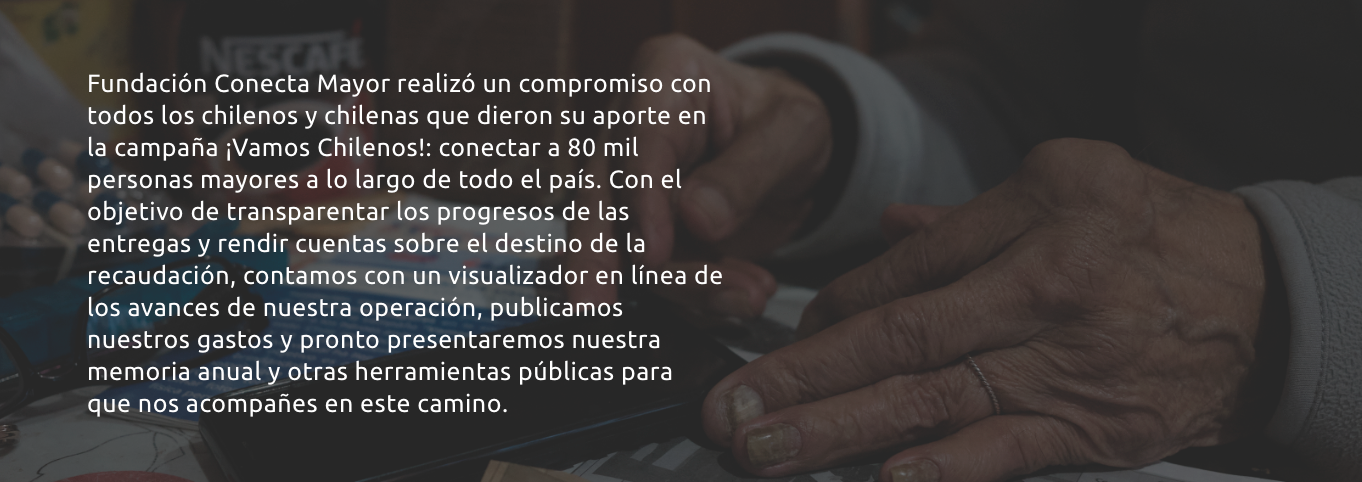 NESCAFÉ
Fundación Conecta Mayor realizó un compromiso con
todos los chilenos y chilenas que dieron su aporte en
la campaña ¡Vamos Chilenos!: conectar a 80 mil
personas mayores a lo largo de todo el país. Con el
objetivo de transparentar los progresos de las
entregas y rendir cuentas sobre el destino de la
recaudación, contamos con un visualizador en línea de
los avances de nuestra operación, publicamos
nuestros gastos y pronto presentaremos nuestra
memoria anual y otras herramientas públicas para
que nos acompañes en este camino.